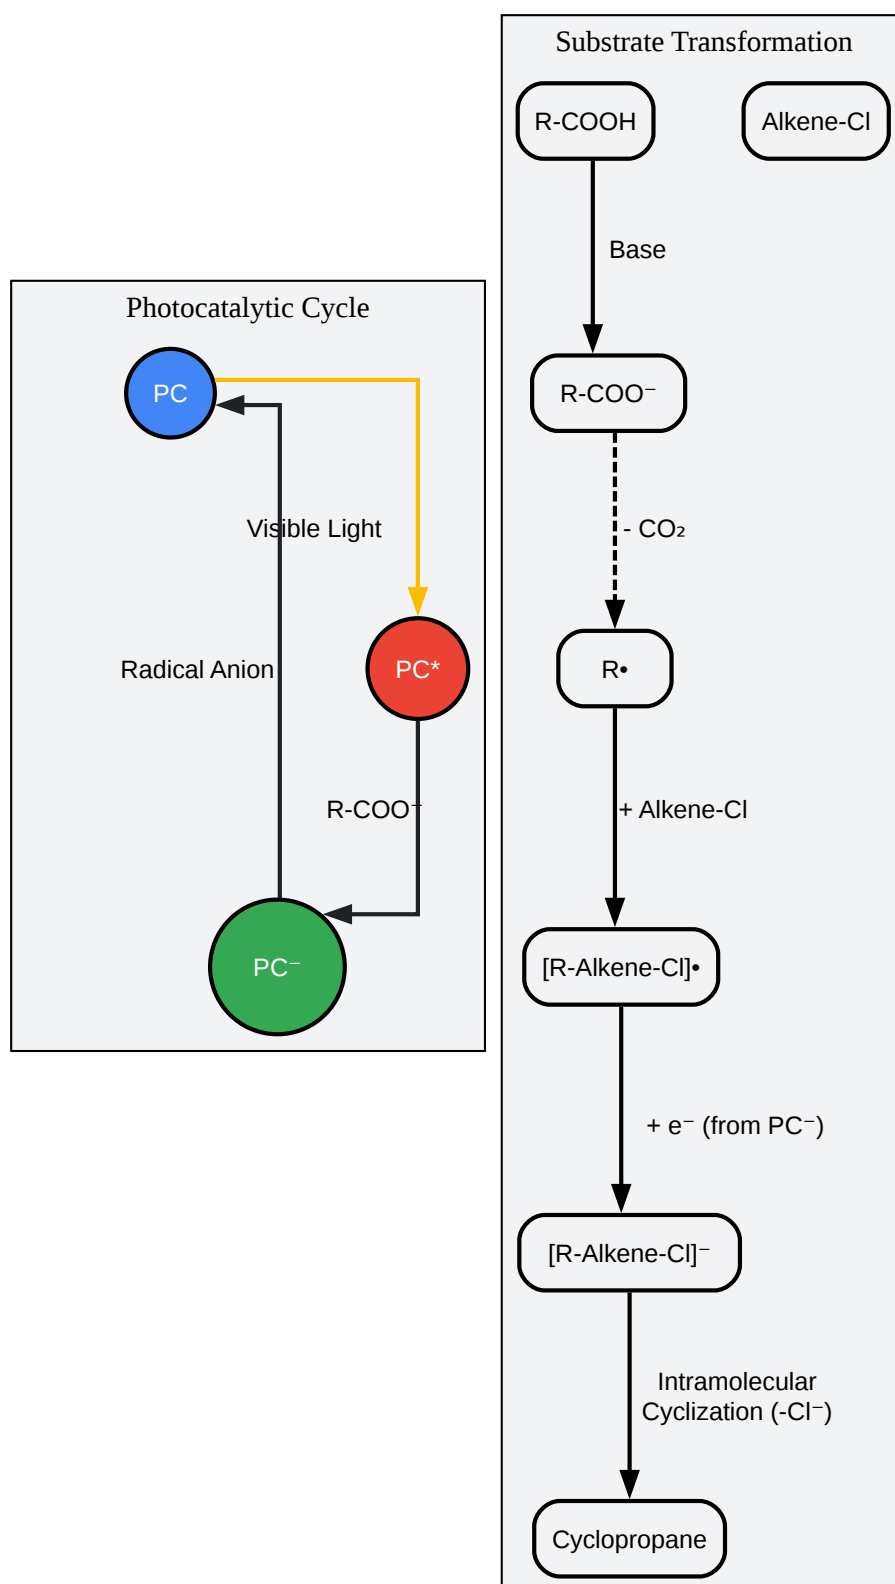 Photocatalytic Cycle
PC
Visible Light
PC*
Radical Anion
R-COO⁻
PC⁻
Substrate Transformation
R-COOH
Alkene-Cl
Base
R-COO⁻
- CO₂
R•
+ Alkene-Cl
[R-Alkene-Cl]•
+ e⁻ (from PC⁻)
[R-Alkene-Cl]⁻
Intramolecular
Cyclization (-Cl⁻)
Cyclopropane